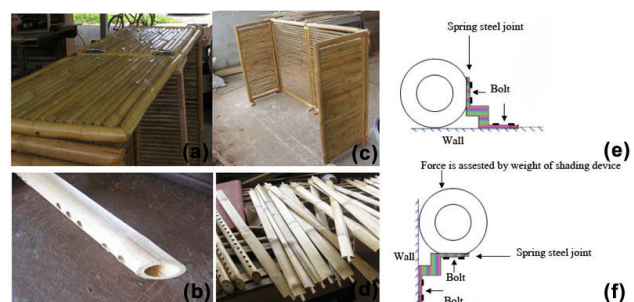 (a)
(c)
Spring steel joint
Bolt
Wall
(e)
Force is assested by weight of shading device
(b)
(d)
Wall
Spring steel joint
Bolt
Bolt
(f)